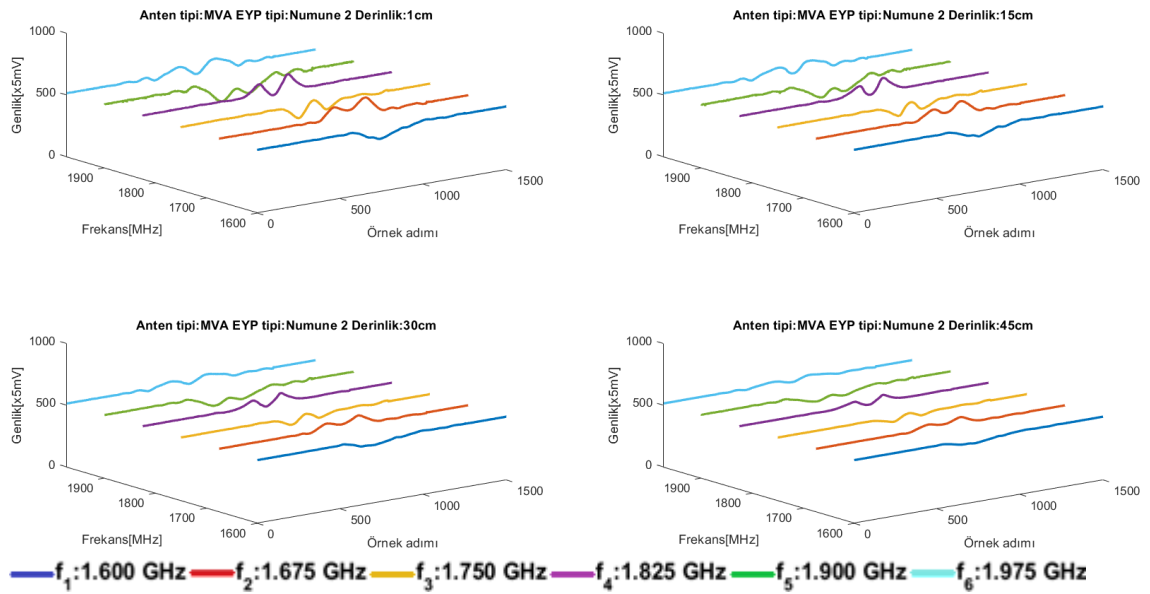 Anten tipi:MVA EYP tipi:Numune 2 Derinlik:1cm
1000
500
0
Genlik[x5mV]
1900
1800
1700
1600
Frekans[MHz]
0
500
1000
1500
Örnek adımı
Anten tipi:MVA EYP tipi:Numune 2 Derinlik:15cm
1000
500
0
Genlik[x5mV]
1900
1800
1700
1600
Frekans[MHz]
0
500
1000
1500
Örnek adımı
Anten tipi:MVA EYP tipi:Numune 2 Derinlik:30cm
1000
500
0
Genlik[x5mV]
1900
1800
1700
1600
Frekans[MHz]
0
500
1000
1500
Örnek adımı
Anten tipi:MVA EYP tipi:Numune 2 Derinlik:45cm
1000
500
0
Genlik[x5mV]
1900
1800
1700
1600
Frekans[MHz]
0
500
1000
1500
Örnek adımı
f1:1.600 GHz f2:1.675 GHz f3:1.750 GHz f4:1.825 GHz f5:1.900 GHz f6:1.975 GHz